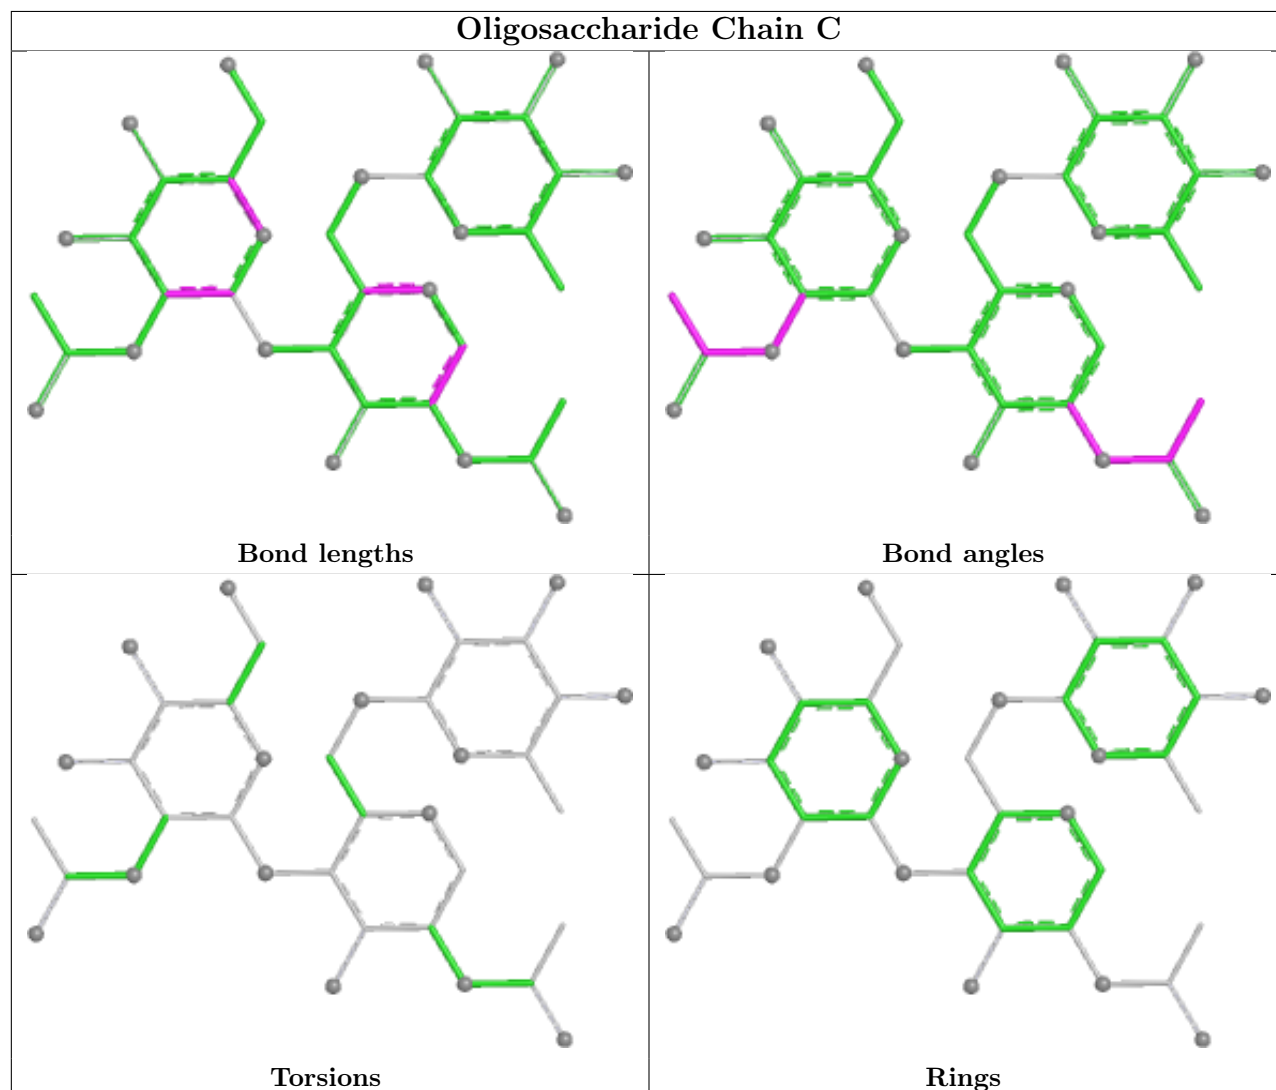 Oligosaccharide Chain C
Bond lengths
Bond angles
Torsions
Rings